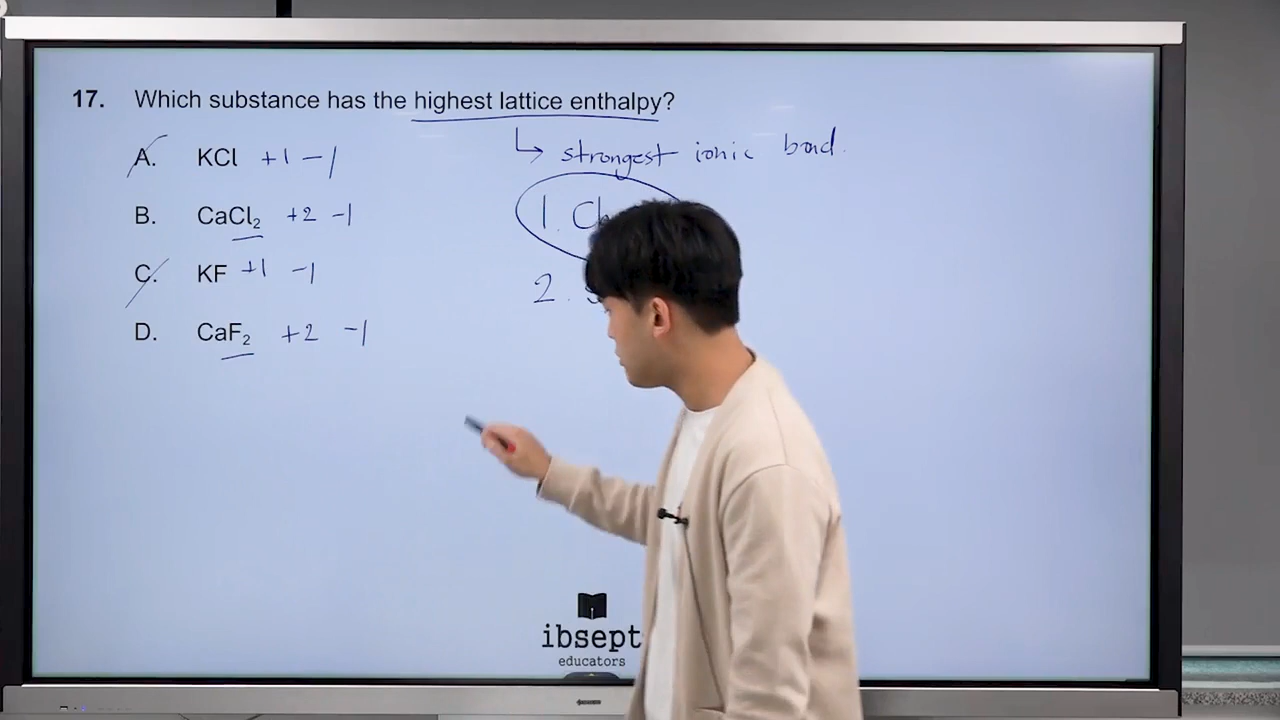 17. Which substance has the highest lattice enthalpy?
strongest ionic bond.
A. KCl +1 -1
B. CaCl₂ +2 -1
1.
C. KF +1 -1
2.
D. CaF₂ +2 -1
ibsept
educators